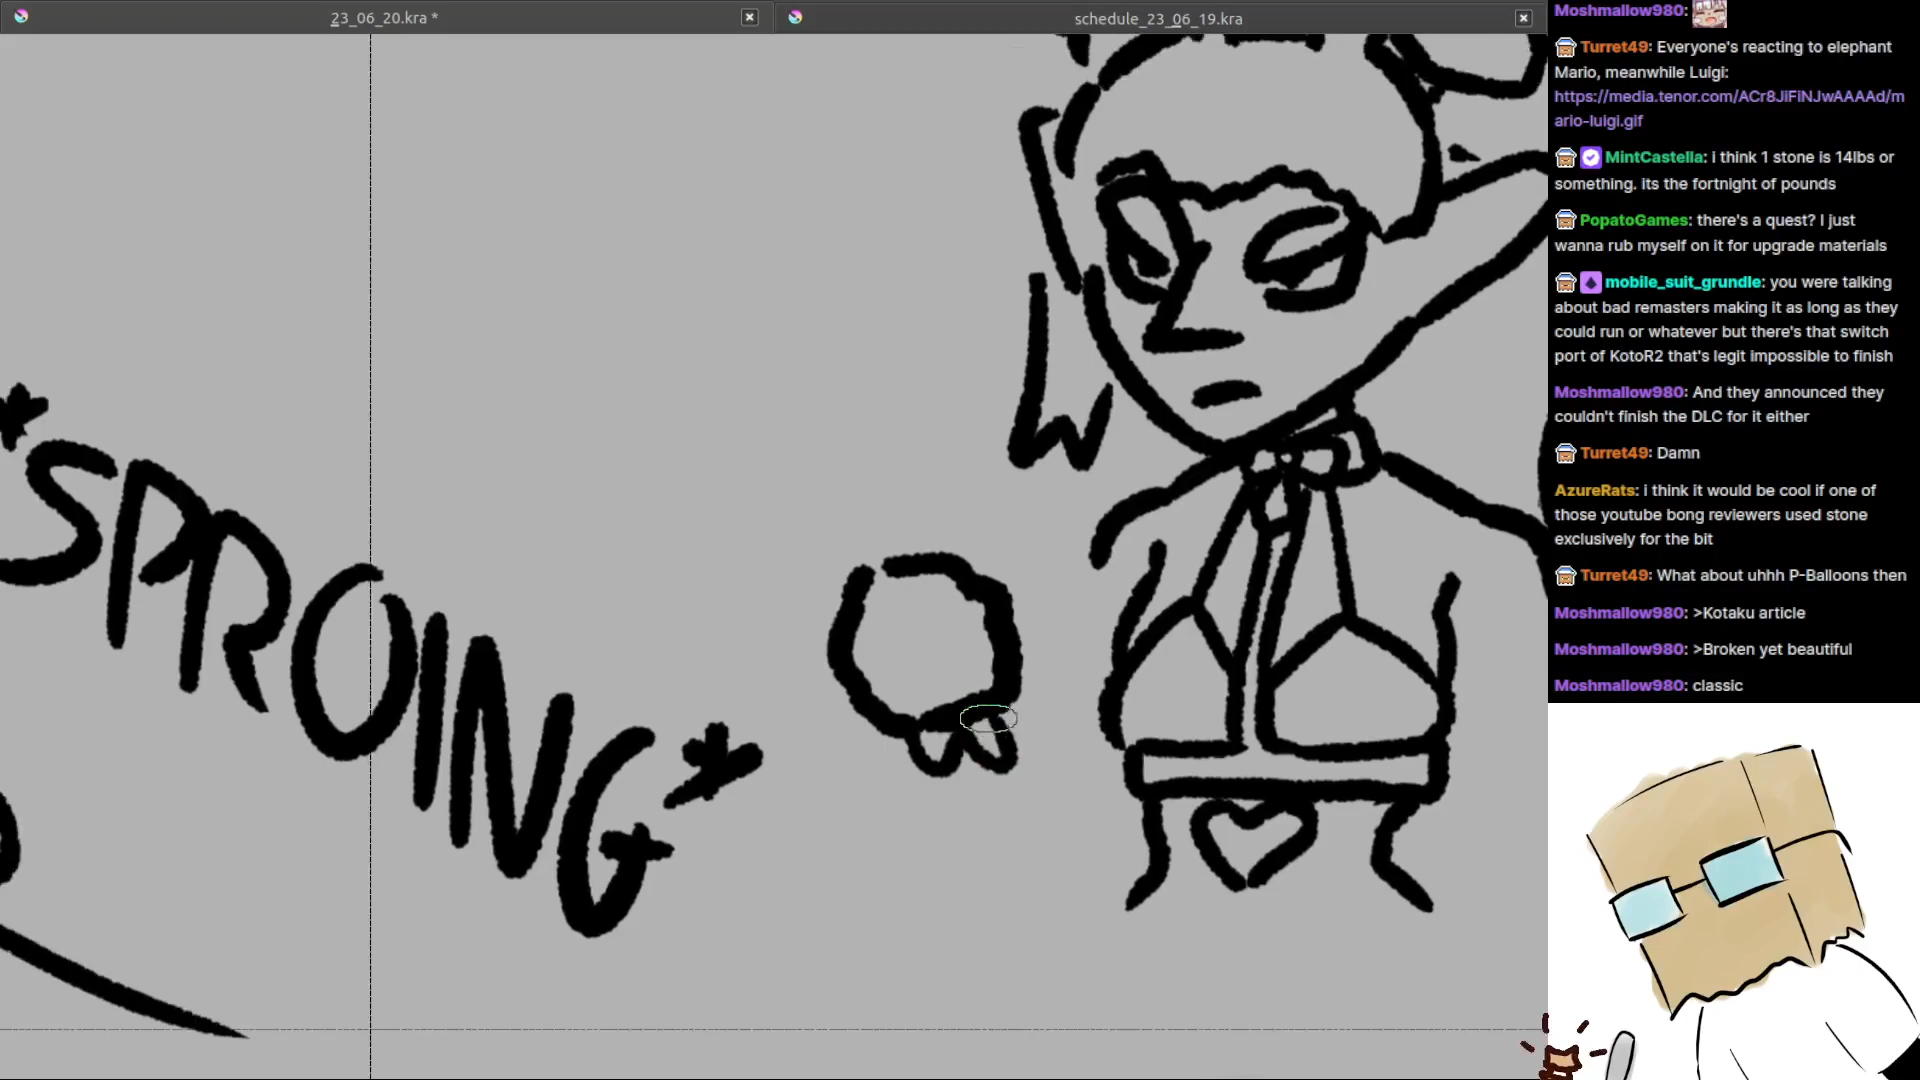 23_06_20.kra *
schedule_23_06_19.kra
*SPROING*
Moshmallow980:
Turret49: Everyone's reacting to elephant
Mario, meanwhile Luigi:
https://media.tenor.com/ACr8JiFiNJwAAAAd/m
ario-luigi.gif
MintCastella: i think 1 stone is 14lbs or
something. its the fortnight of pounds
PopatoGames: there's a quest? I just
wanna rub myself on it for upgrade materials
mobile_suit_grundle: you were talking
about bad remasters making it as long as they
could run or whatever but there's that switch
port of KotoR2 that's legit impossible to finish
Moshmallow980: And they announced they
couldn't finish the DLC for it either
Turret49: Damn
AzureRats: i think it would be cool if one of
those youtube bong reviewers used stone
exclusively for the bit
Turret49: What about uhhh P-Balloons then
Moshmallow980: >Kotaku article
Moshmallow980: >Broken yet beautiful
Moshmallow980: classic